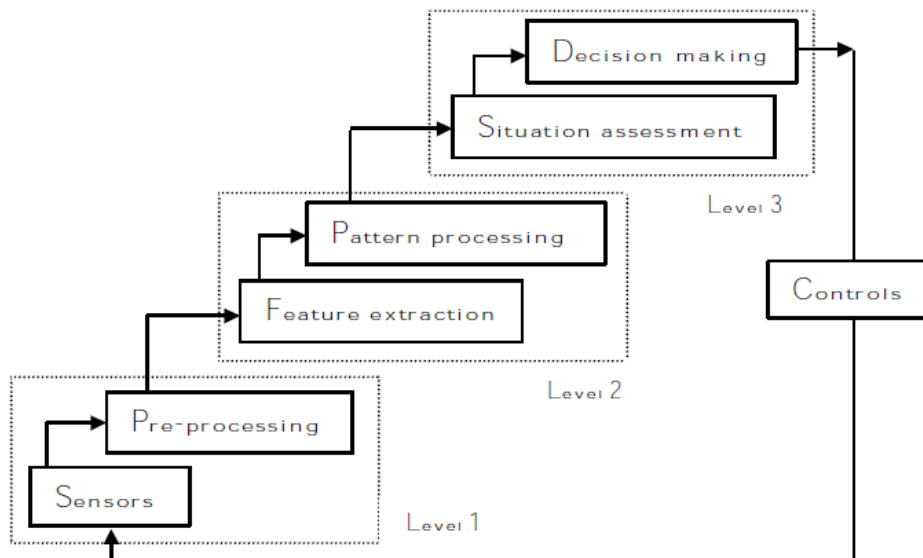 Decision making
Situation assessment
Level 3
Pattern processing
Controls
Feature extraction
Level 2
Pre-processing
Sensors
Level 1